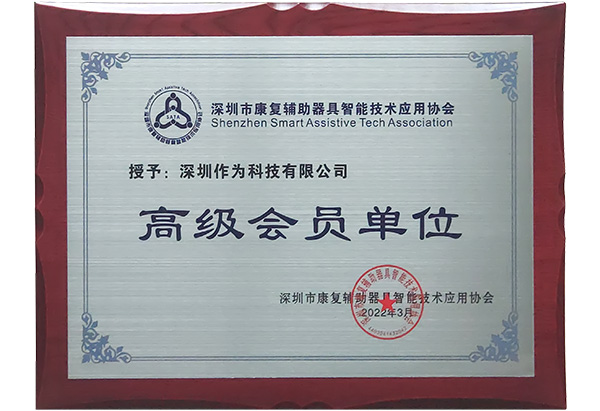 深圳市康复辅助器具智能技术应用协会
Shenzhen Smart Assistive Tech Association
SATA
授予：深圳作为科技有限公司
高级会员单位
深圳市康复辅助器具智能技术应用协会
2022年3月